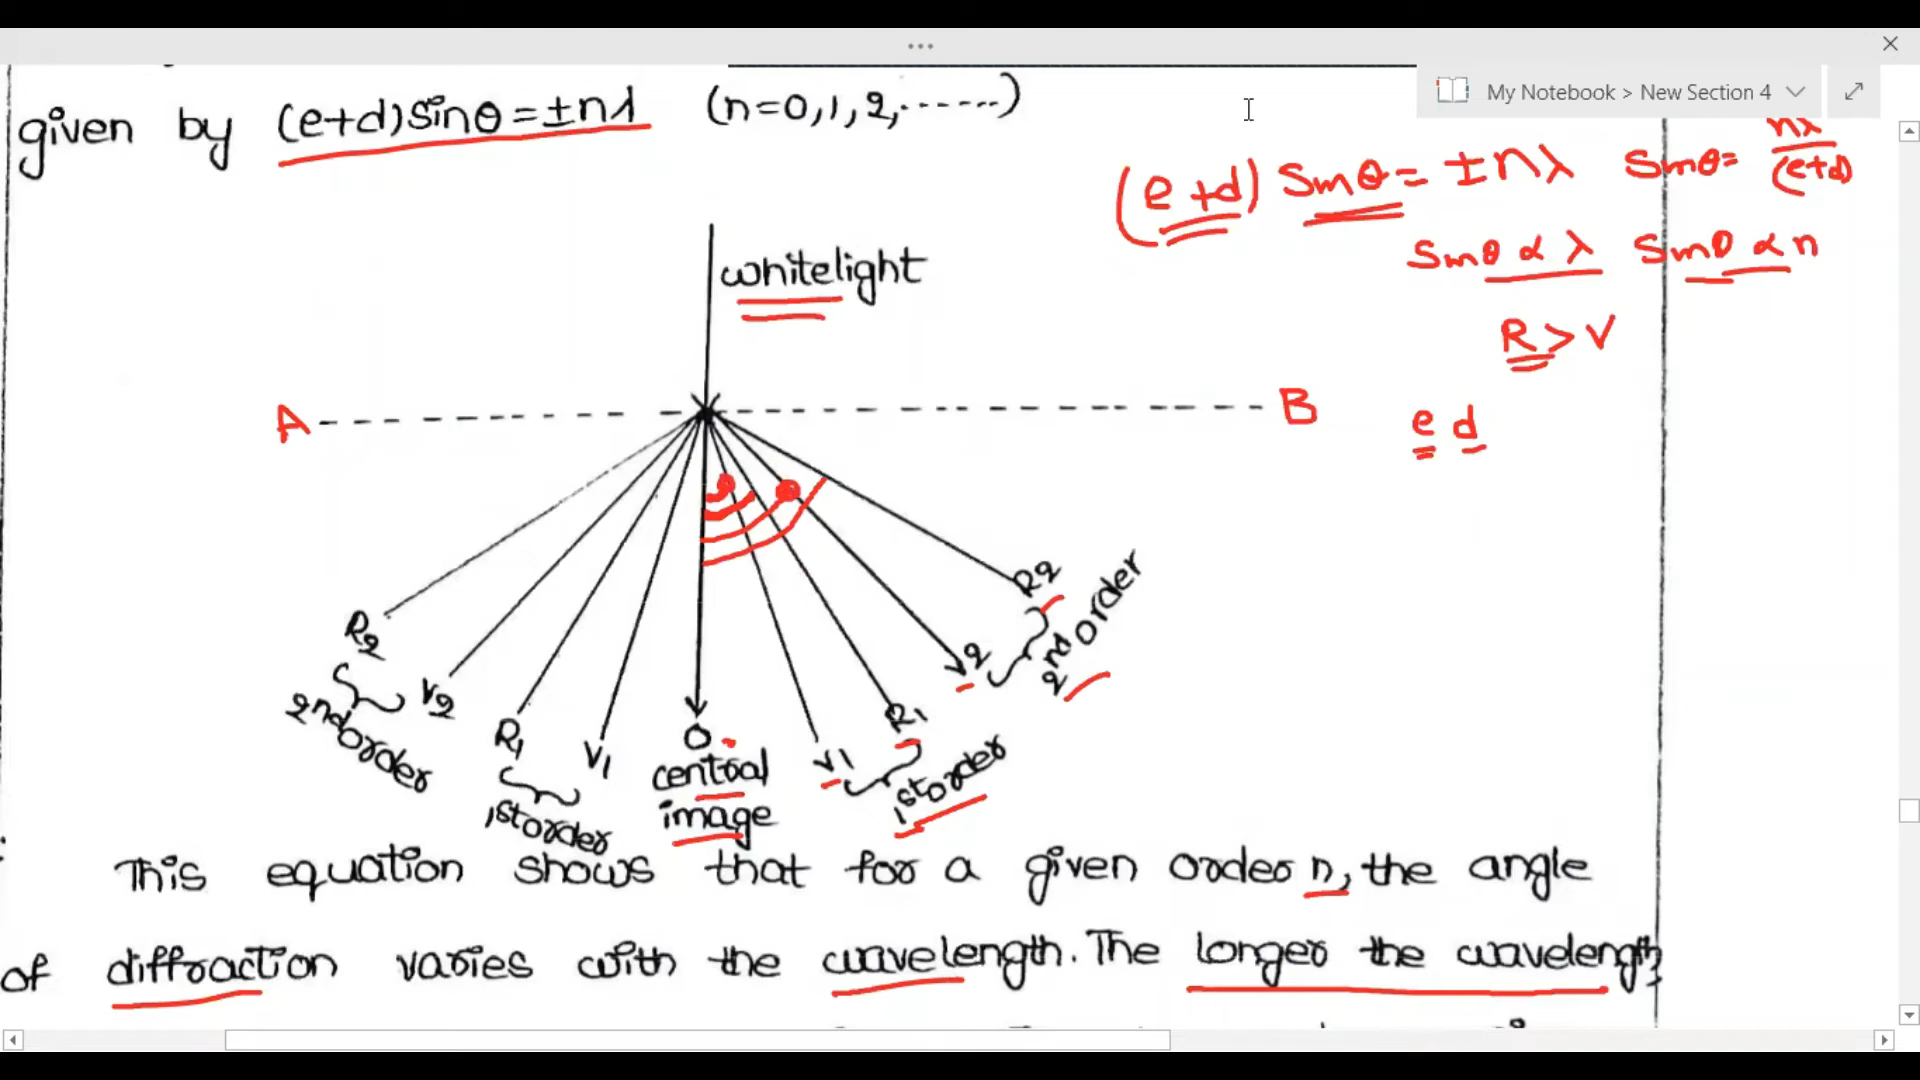 My Notebook > New Section 4
given by (e+d)sinθ=±nλ (n=0,1,2,......)
(e+d) Sinθ = ±nλ Sinθ= nλ/(e+d)
Sinθ α λ Sinθ α n
whitelight
R > V
A B
e d
R2 V2 R1 V1 O V1 R1 V2 R2
2nd order
1st order
central
image
1st order
2nd order
This equation shows that for a given order n, the angle
of diffraction varies with the wavelength. The longer the wavelength,